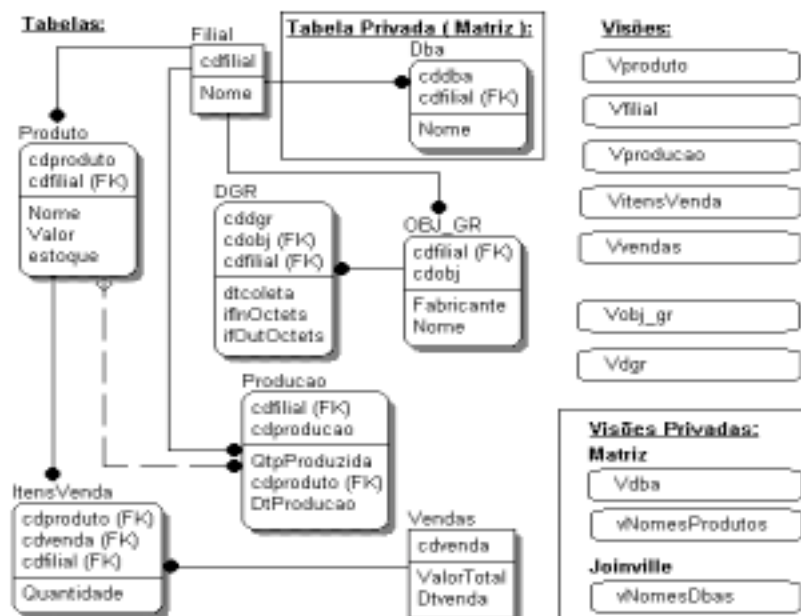 Tabelas:
Filial
cdfilial
Nome
Tabela Privada ( Matriz ):
Dba
cddba
cdfilial (FK)
Nome
Visões:
Vproduto
Vfilial
Vproducao
VitensVenda
Vvendas
Vobj_gr
Vdgr
Produto
cdproduto
cdfilial (FK)
Nome
Valor
estoque
DGR
cddgr
cdobj (FK)
cdfilial (FK)
dtcoleta
ifInOctets
ifOutOctets
OBJ_GR
cdfilial (FK)
cdobj
Fabricante
Nome
Producao
cdfilial (FK)
cdproducao
QtpProduzida
cdproduto (FK)
DtProducao
ItensVenda
cdproduto (FK)
cdvenda (FK)
cdfilial (FK)
Quantidade
Vendas
cdvenda
ValorTotal
Dtvenda
Visões Privadas:
Matriz
Vdba
vNomesProdutos
Joinville
vNomesDbas